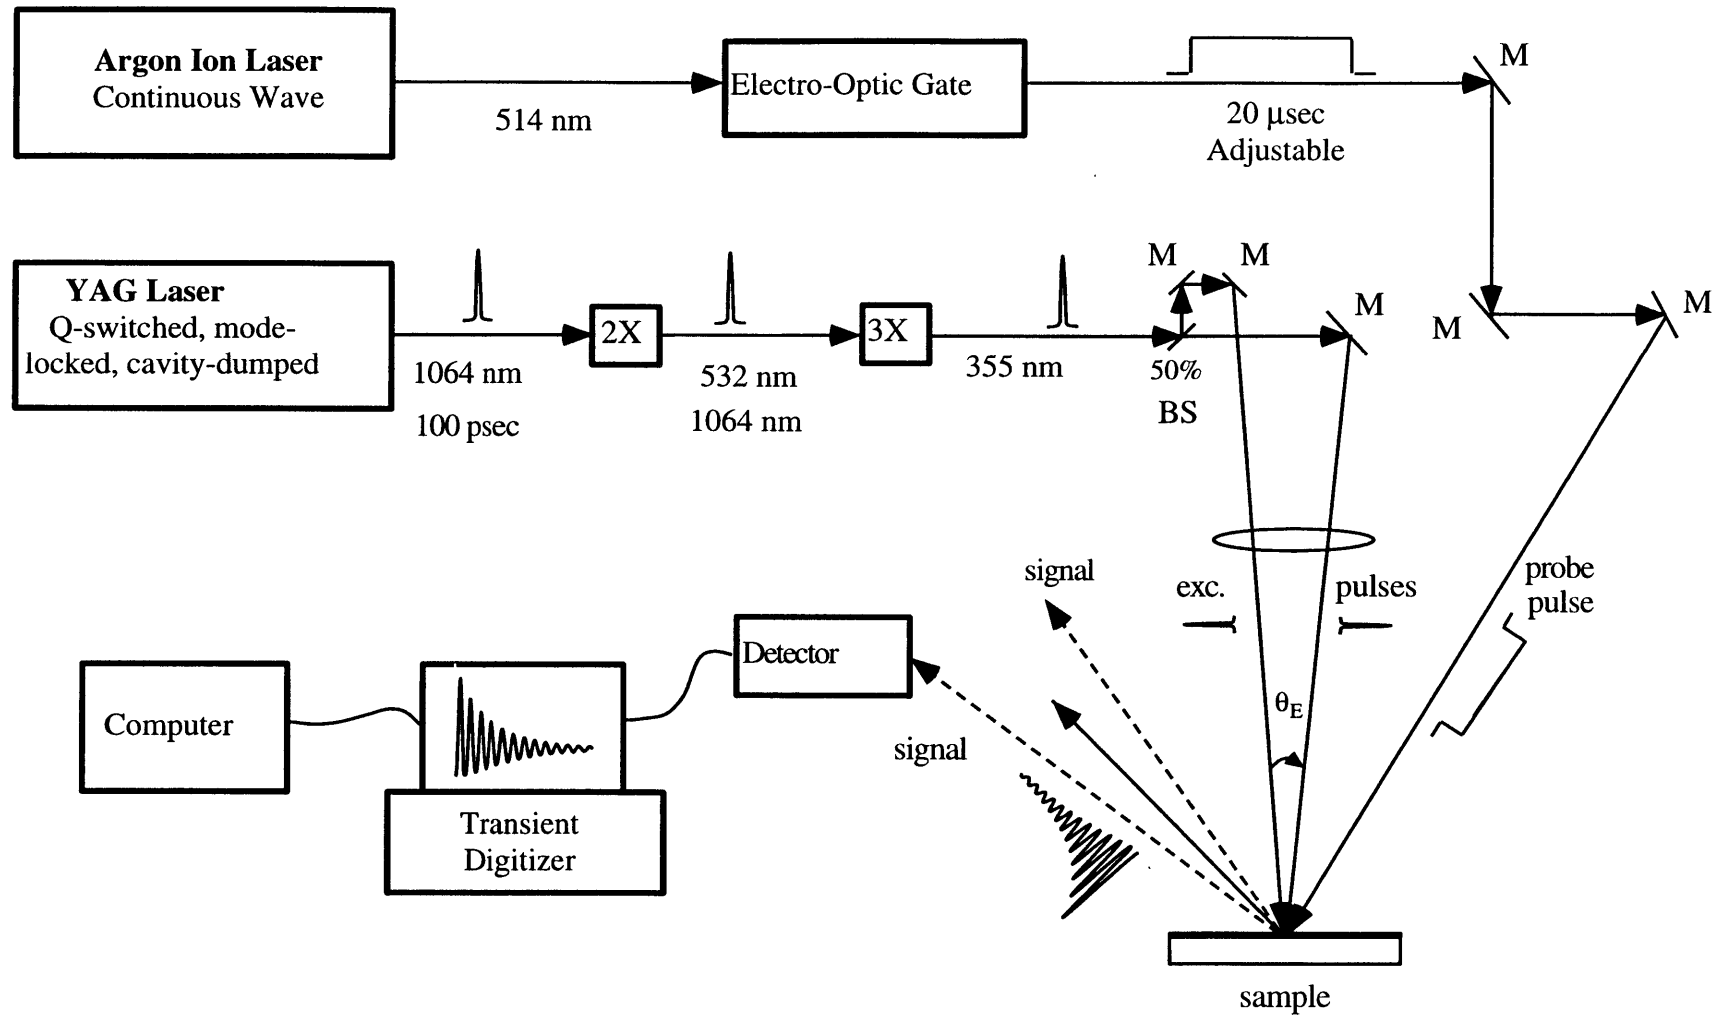 Argon Ion Laser
Continuous Wave
514 nm
Electro-Optic Gate
20 μsec
Adjustable
M
YAG Laser
Q-switched, mode-
locked, cavity-dumped
1064 nm
100 psec
2X
532 nm
1064 nm
3X
355 nm
M
M
50%
BS
M
M
M
signal
exc.
pulses
probe
pulse
θE
Detector
Computer
signal
Transient
Digitizer
sample